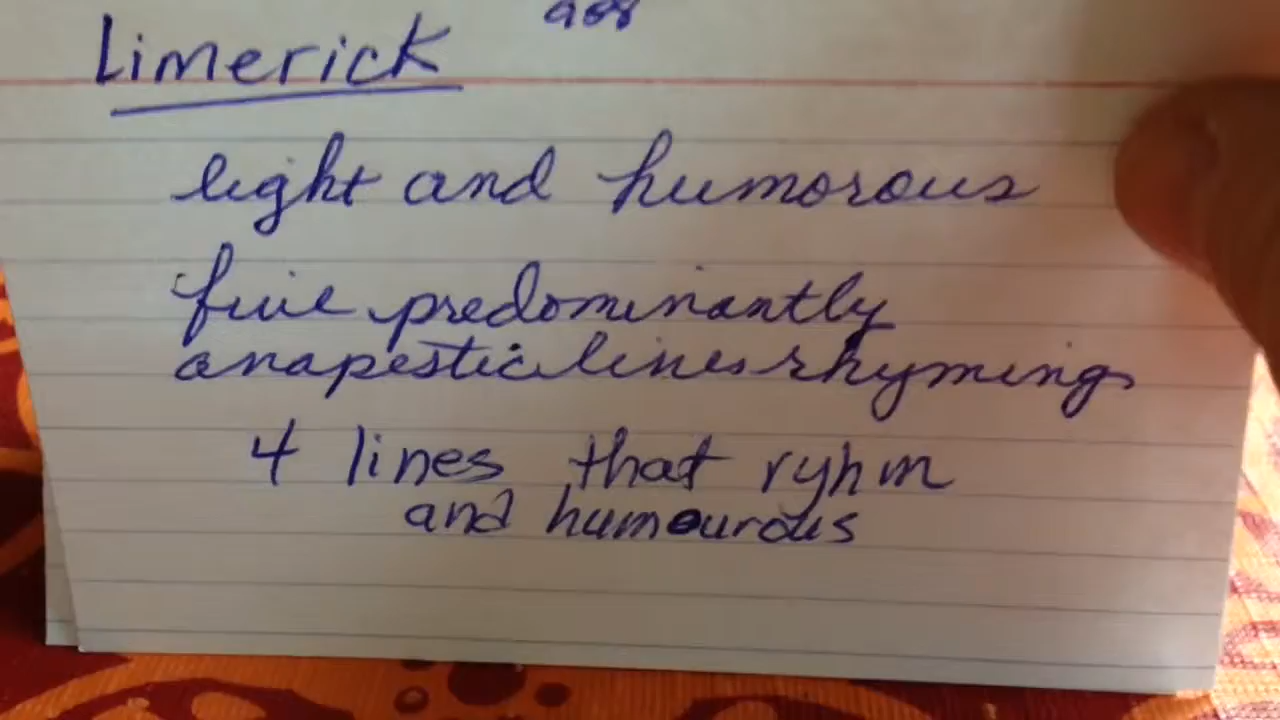 Limerick
light and humorous
five predominantly
anapestic lines rhyming
4 lines that ryhm
and humourous